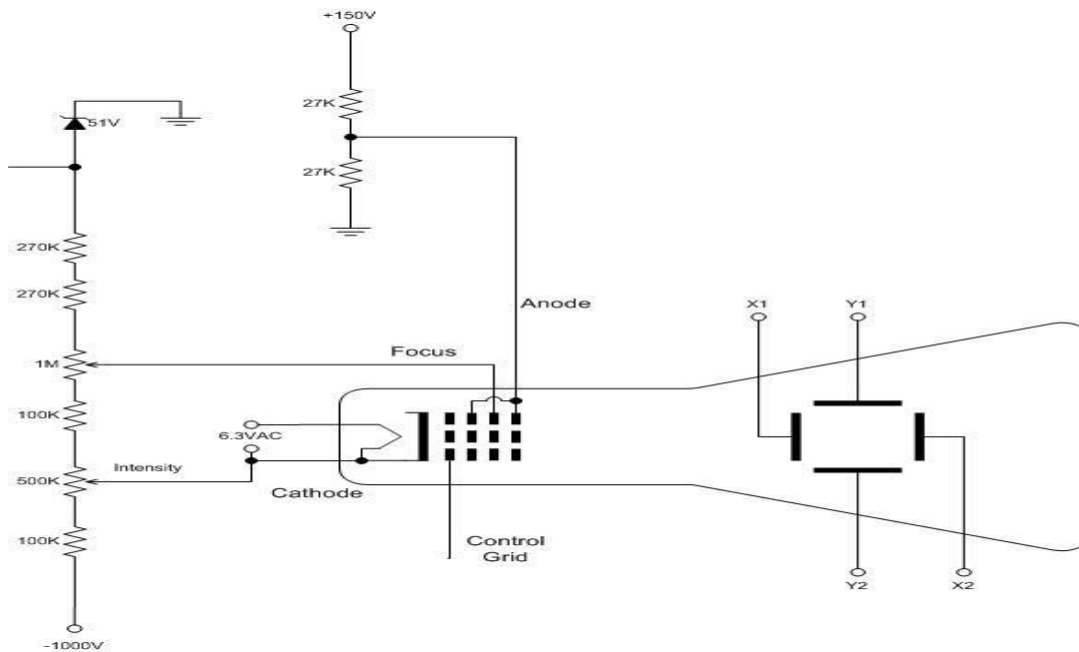 +150V
27K
51V
27K
270K
270K
Anode
X1
Y1
Focus
1M
100K
6.3VAC
Intensity
500K
Cathode
100K
Control
Grid
Y2
X2
-1000V